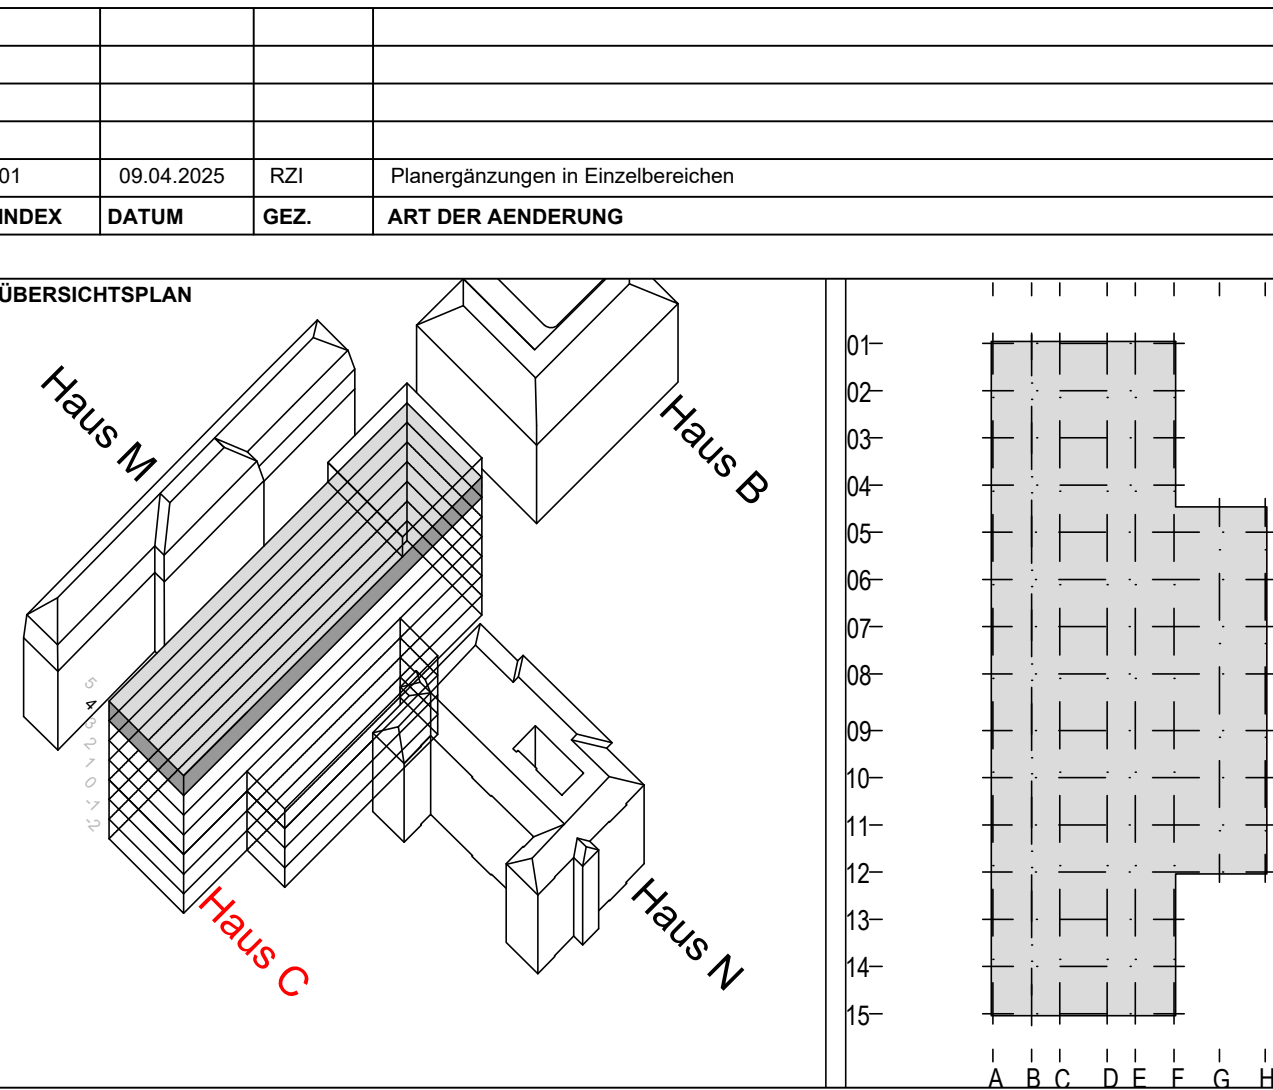 01 09.04.2025 RZI Planergänzungen in Einzelbereichen
INDEX DATUM GEZ. ART DER AENDERUNG
ÜBERSICHTSPLAN
Haus M
Haus B
5
4
3
2
1
0
-1
-2
Haus C
Haus N
01
02
03
04
05
06
07
08
09
10
11
12
13
14
15
A B C D E F G H